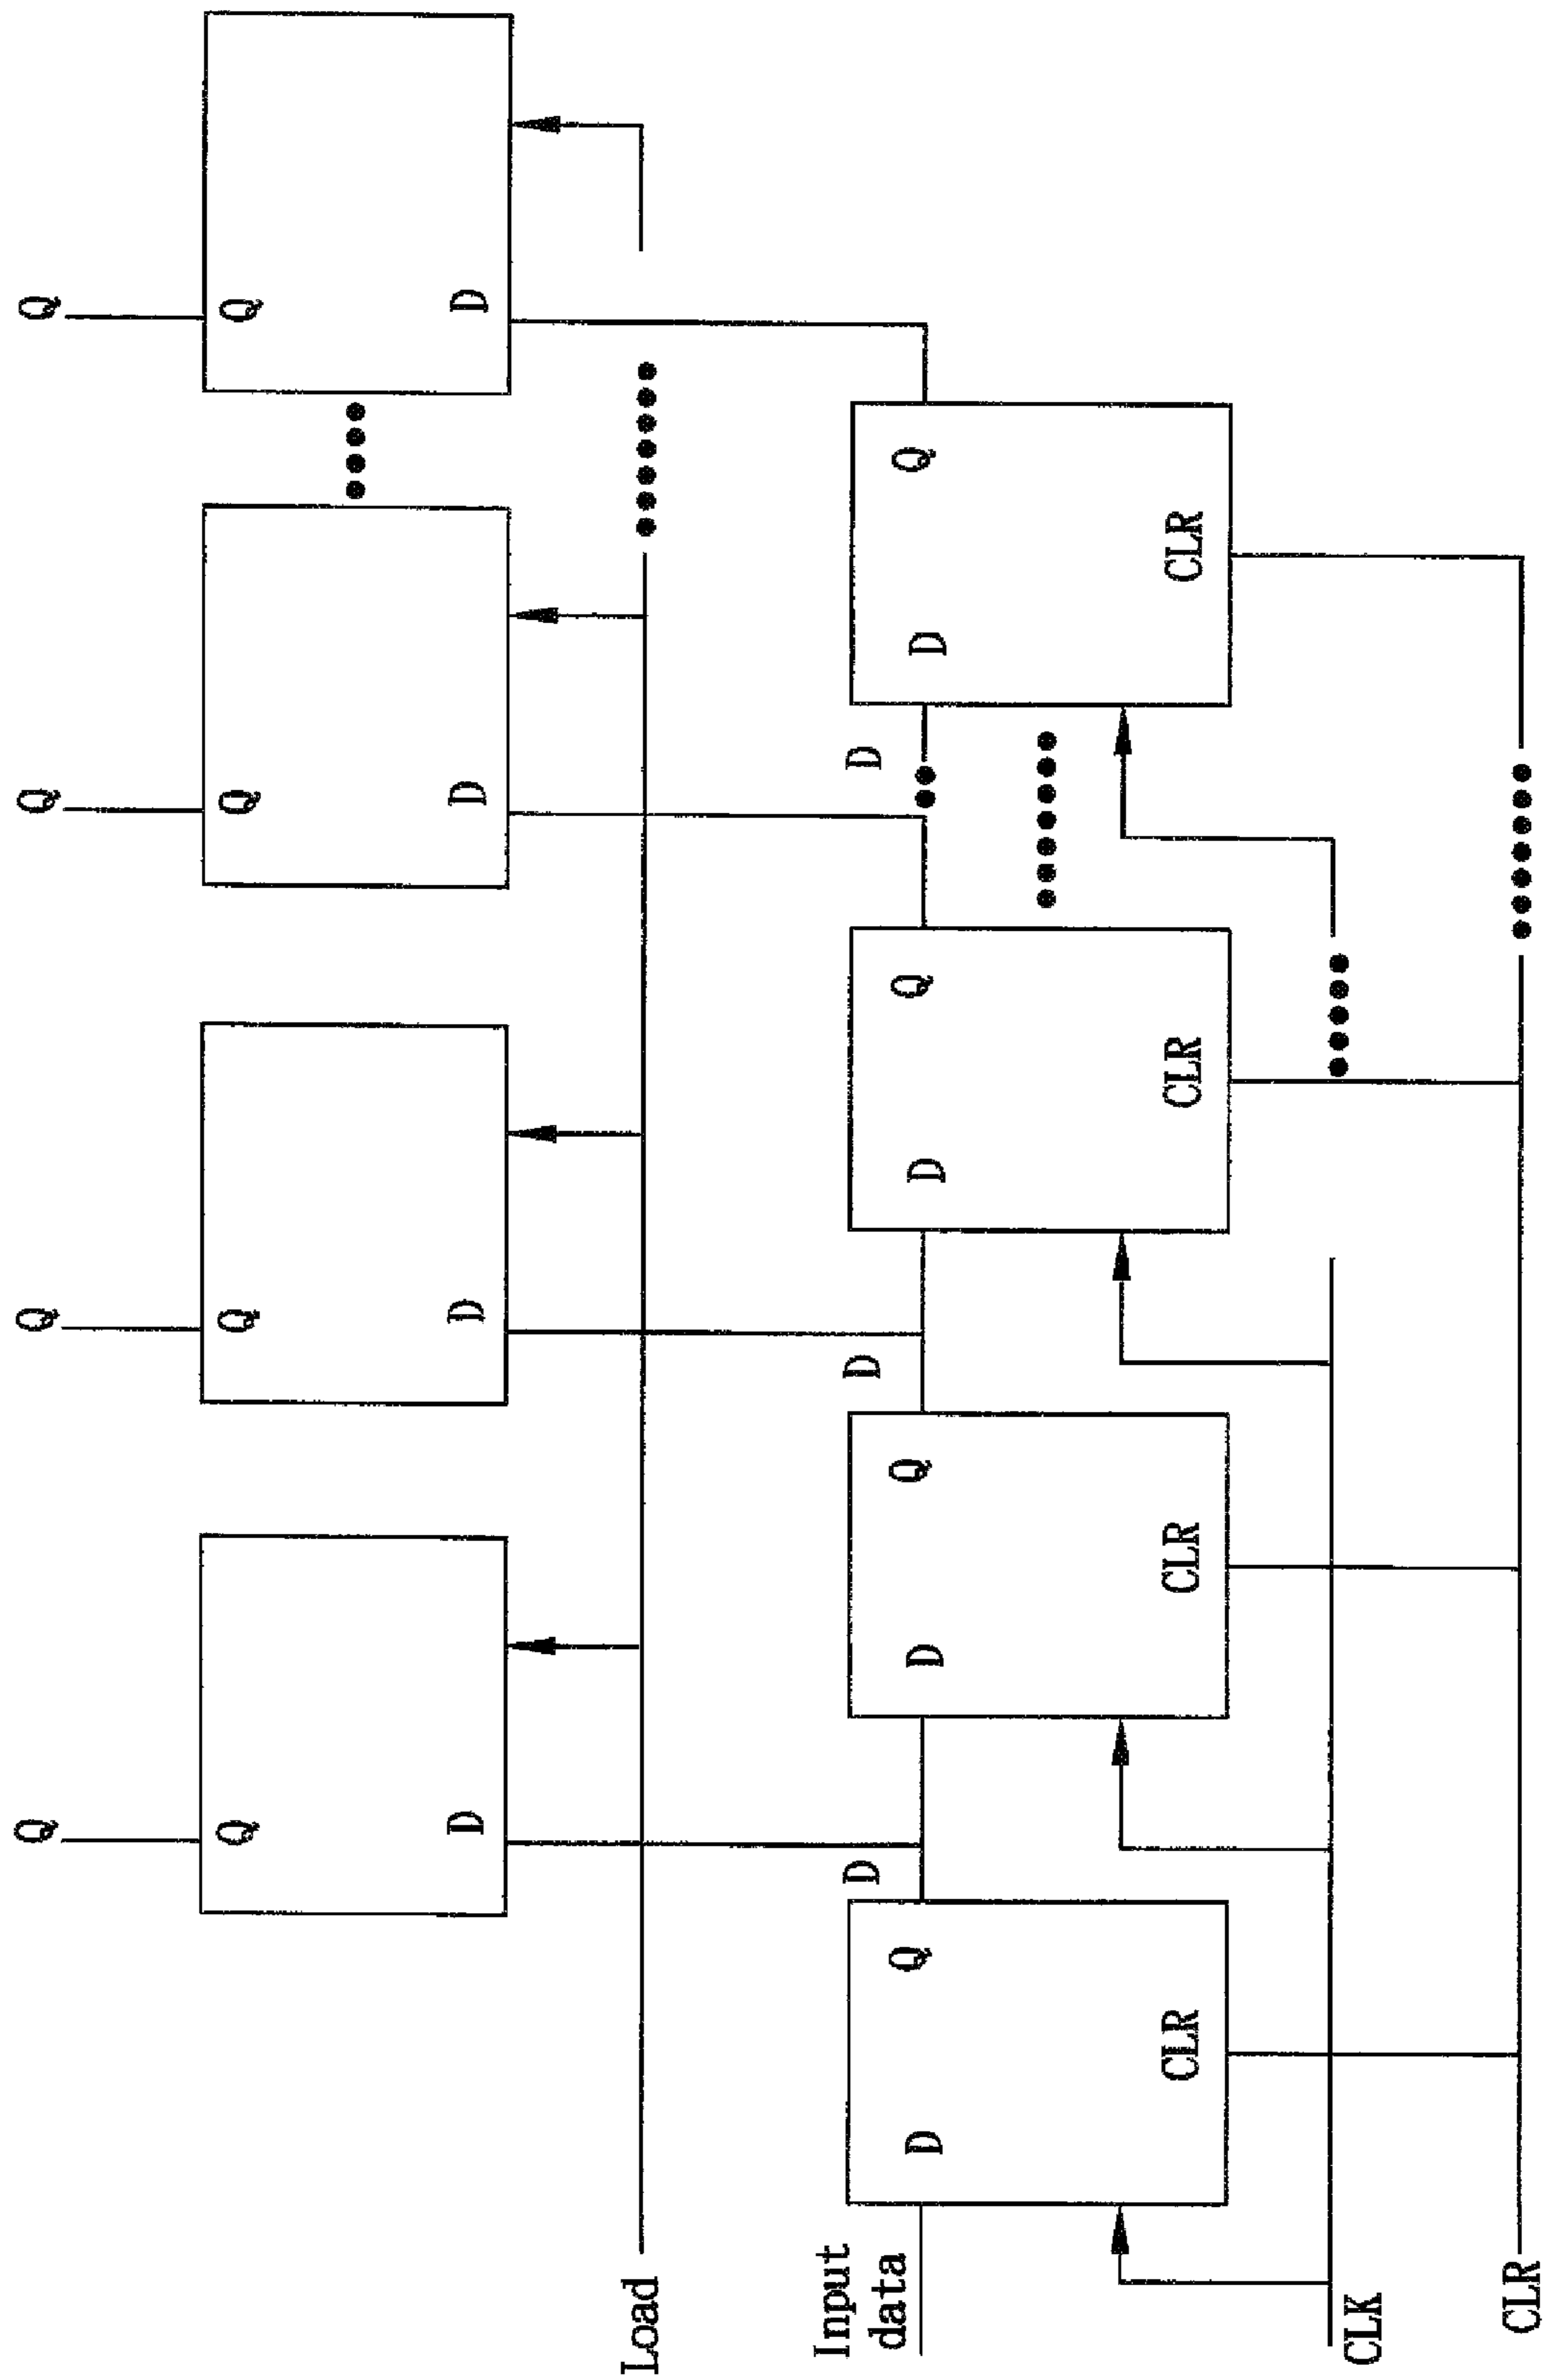 Q Q Q Q
Q Q Q Q
D D D D
Load
Input
data
D D D
D Q D Q D Q D Q
CLR CLR CLR CLR
CLK
CLR